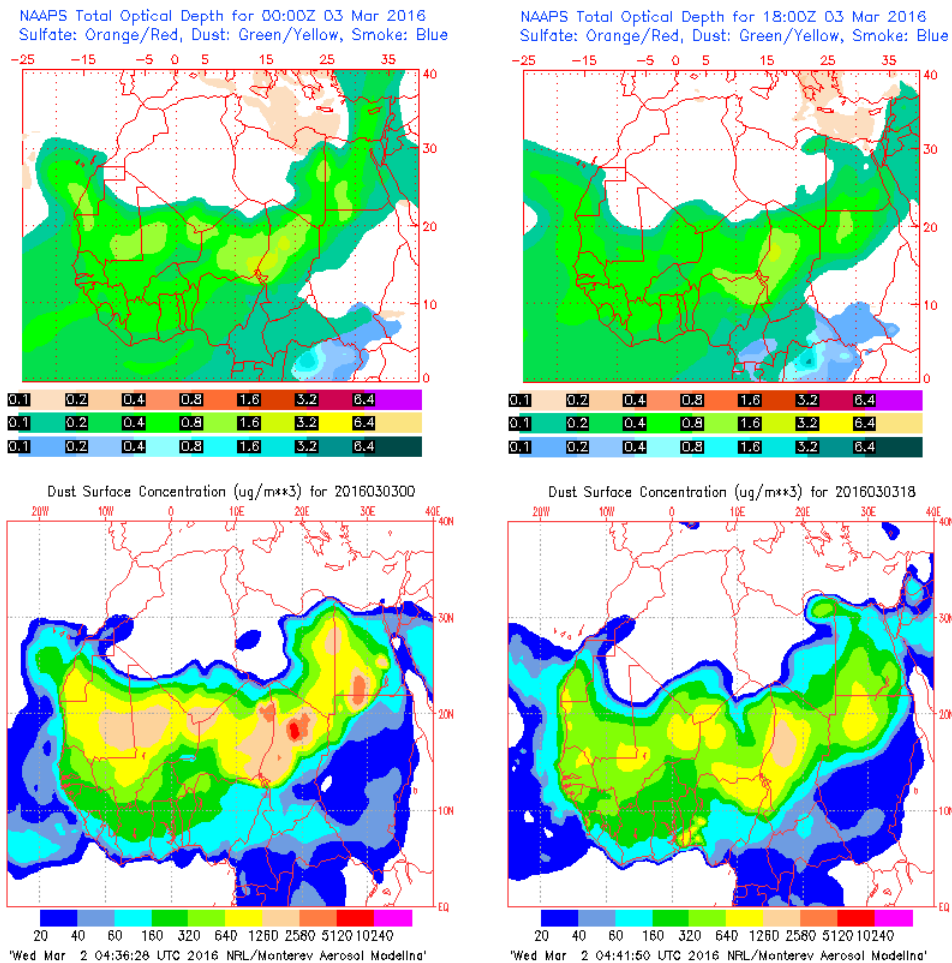 NAAPS Total Optical Depth for 00:00Z 03 Mar 2016
Sulfate: Orange/Red, Dust: Green/Yellow, Smoke: Blue
-25 -15 -5 5 15 25 35
40
30
20
10
0
0.1 0.2 0.4 0.8 1.6 3.2 6.4
0.1 0.2 0.4 0.8 1.6 3.2 6.4
0.1 0.2 0.4 0.8 1.6 3.2 6.4
NAAPS Total Optical Depth for 18:00Z 03 Mar 2016
Sulfate: Orange/Red, Dust: Green/Yellow, Smoke: Blue
-25 -15 -5 5 15 25 35
40
30
20
10
0
0.1 0.2 0.4 0.8 1.6 3.2 6.4
0.1 0.2 0.4 0.8 1.6 3.2 6.4
0.1 0.2 0.4 0.8 1.6 3.2 6.4
Dust Surface Concentration (ug/m**3) for 2016030300
20W 10W 0 10E 20E 30E 40E
40N
30N
20N
10N
EQ
20 40 60 160 320 640 1260 2580 5120 10240
'Wed Mar 2 04:36:28 UTC 2016 NRL/Monterey Aerosol Modeling'
Dust Surface Concentration (ug/m**3) for 2016030318
20W 10W 0 10E 20E 30E 40E
40N
30N
20N
10N
EQ
20 40 60 160 320 640 1260 2580 5120 10240
'Wed Mar 2 04:41:50 UTC 2016 NRL/Monterey Aerosol Modeling'